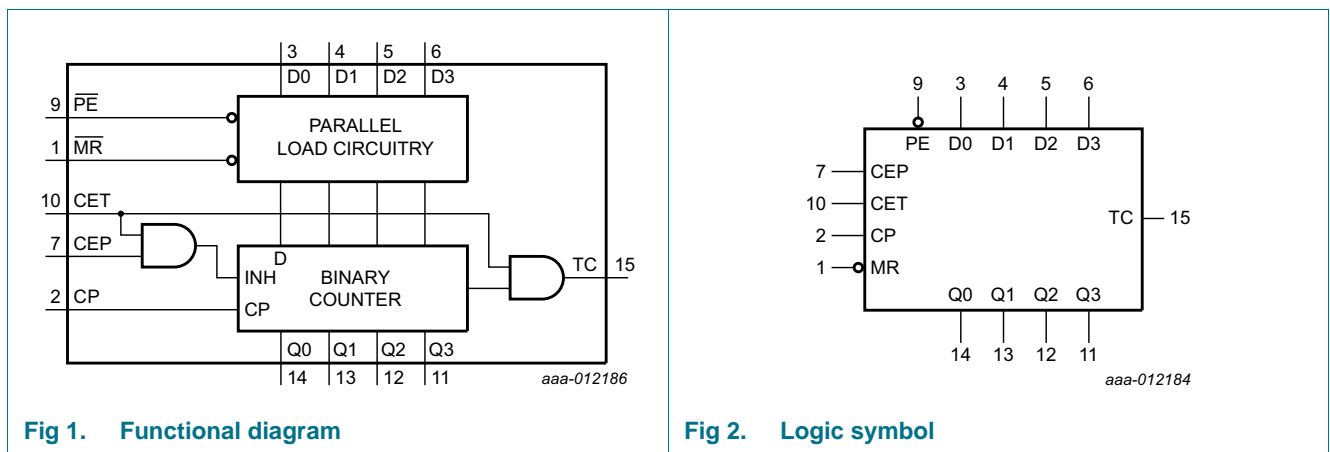 3 4 5 6
D0 D1 D2 D3
9 PE
PARALLEL
LOAD CIRCUITRY
1 MR
10 CET
7 CEP
D
INH
BINARY
COUNTER
TC 15
2 CP
CP
Q0 Q1 Q2 Q3
14 13 12 11
aaa-012186
Fig 1. Functional diagram
9 3 4 5 6
PE D0 D1 D2 D3
7 CEP
10 CET
TC 15
2 CP
1 MR
Q0 Q1 Q2 Q3
14 13 12 11
aaa-012184
Fig 2. Logic symbol